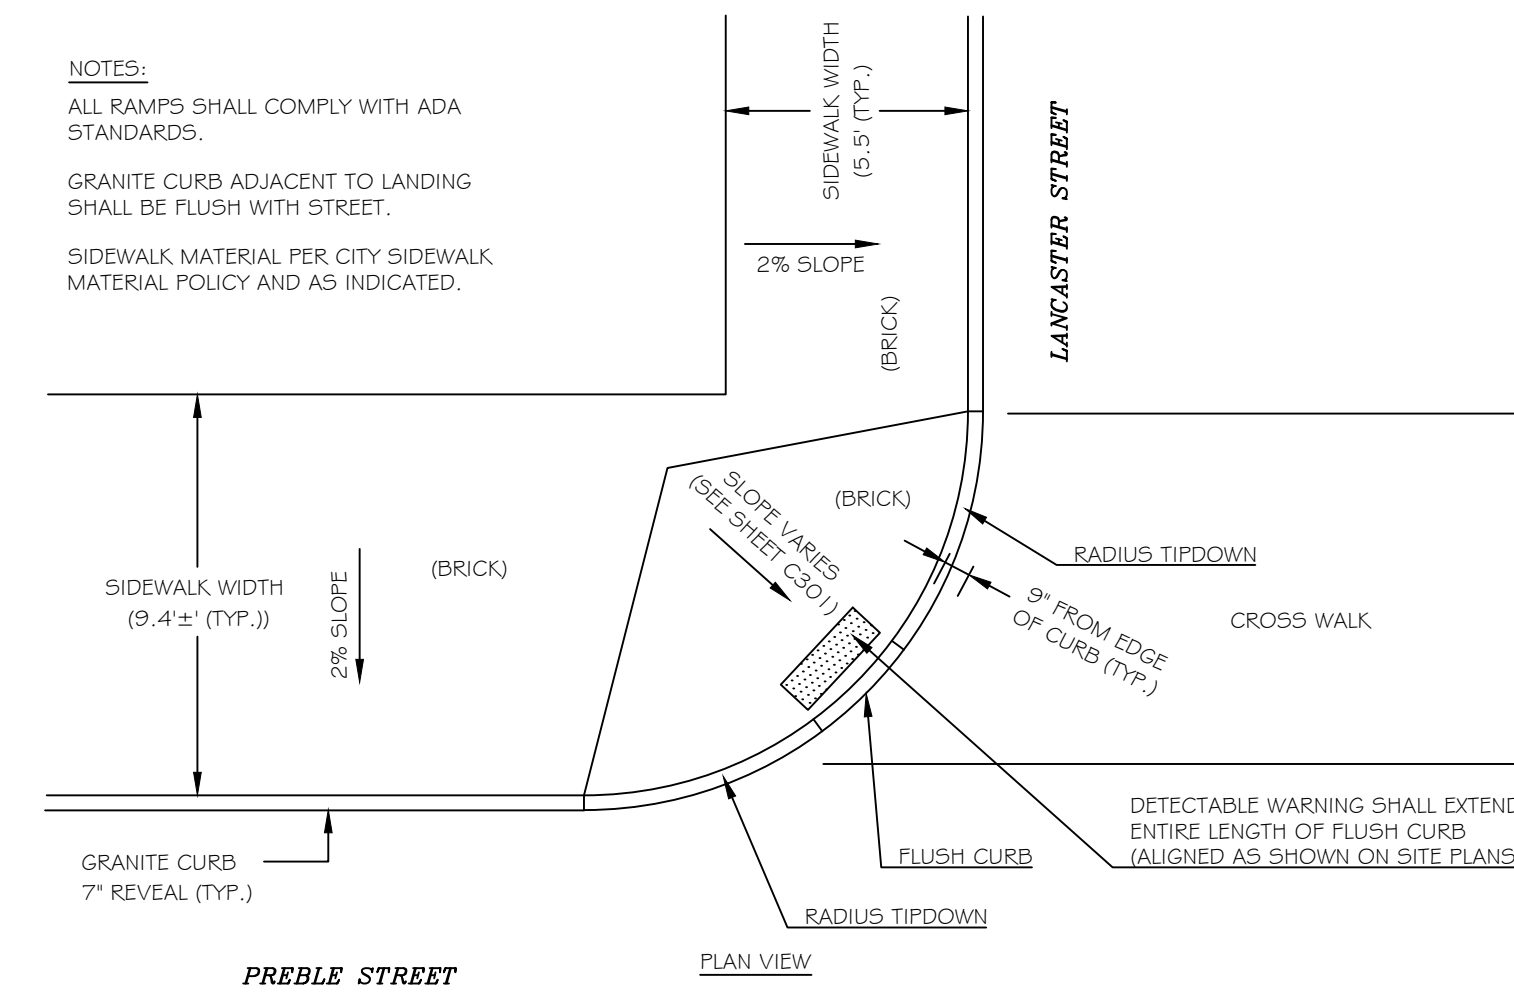 NOTES:
ALL RAMPS SHALL COMPLY WITH ADA
STANDARDS.
GRANITE CURB ADJACENT TO LANDING
SHALL BE FLUSH WITH STREET.
SIDEWALK MATERIAL PER CITY SIDEWALK
MATERIAL POLICY AND AS INDICATED.
SIDEWALK WIDTH
(5.5' (TYP.)
2% SLOPE
(BRICK)
LANCASTER STREET
SLOPE VARIES
(SEE SHEET C301)
(BRICK)
RADIUS TIPDOWN
9" FROM EDGE
OF CURB (TYP.)
CROSS WALK
SIDEWALK WIDTH
(9.4'±' (TYP.))
2% SLOPE
(BRICK)
DETECTABLE WARNING SHALL EXTEND
ENTIRE LENGTH OF FLUSH CURB
(ALIGNED AS SHOWN ON SITE PLANS
FLUSH CURB
GRANITE CURB
7" REVEAL (TYP.)
RADIUS TIPDOWN
PLAN VIEW
PREBLE STREET